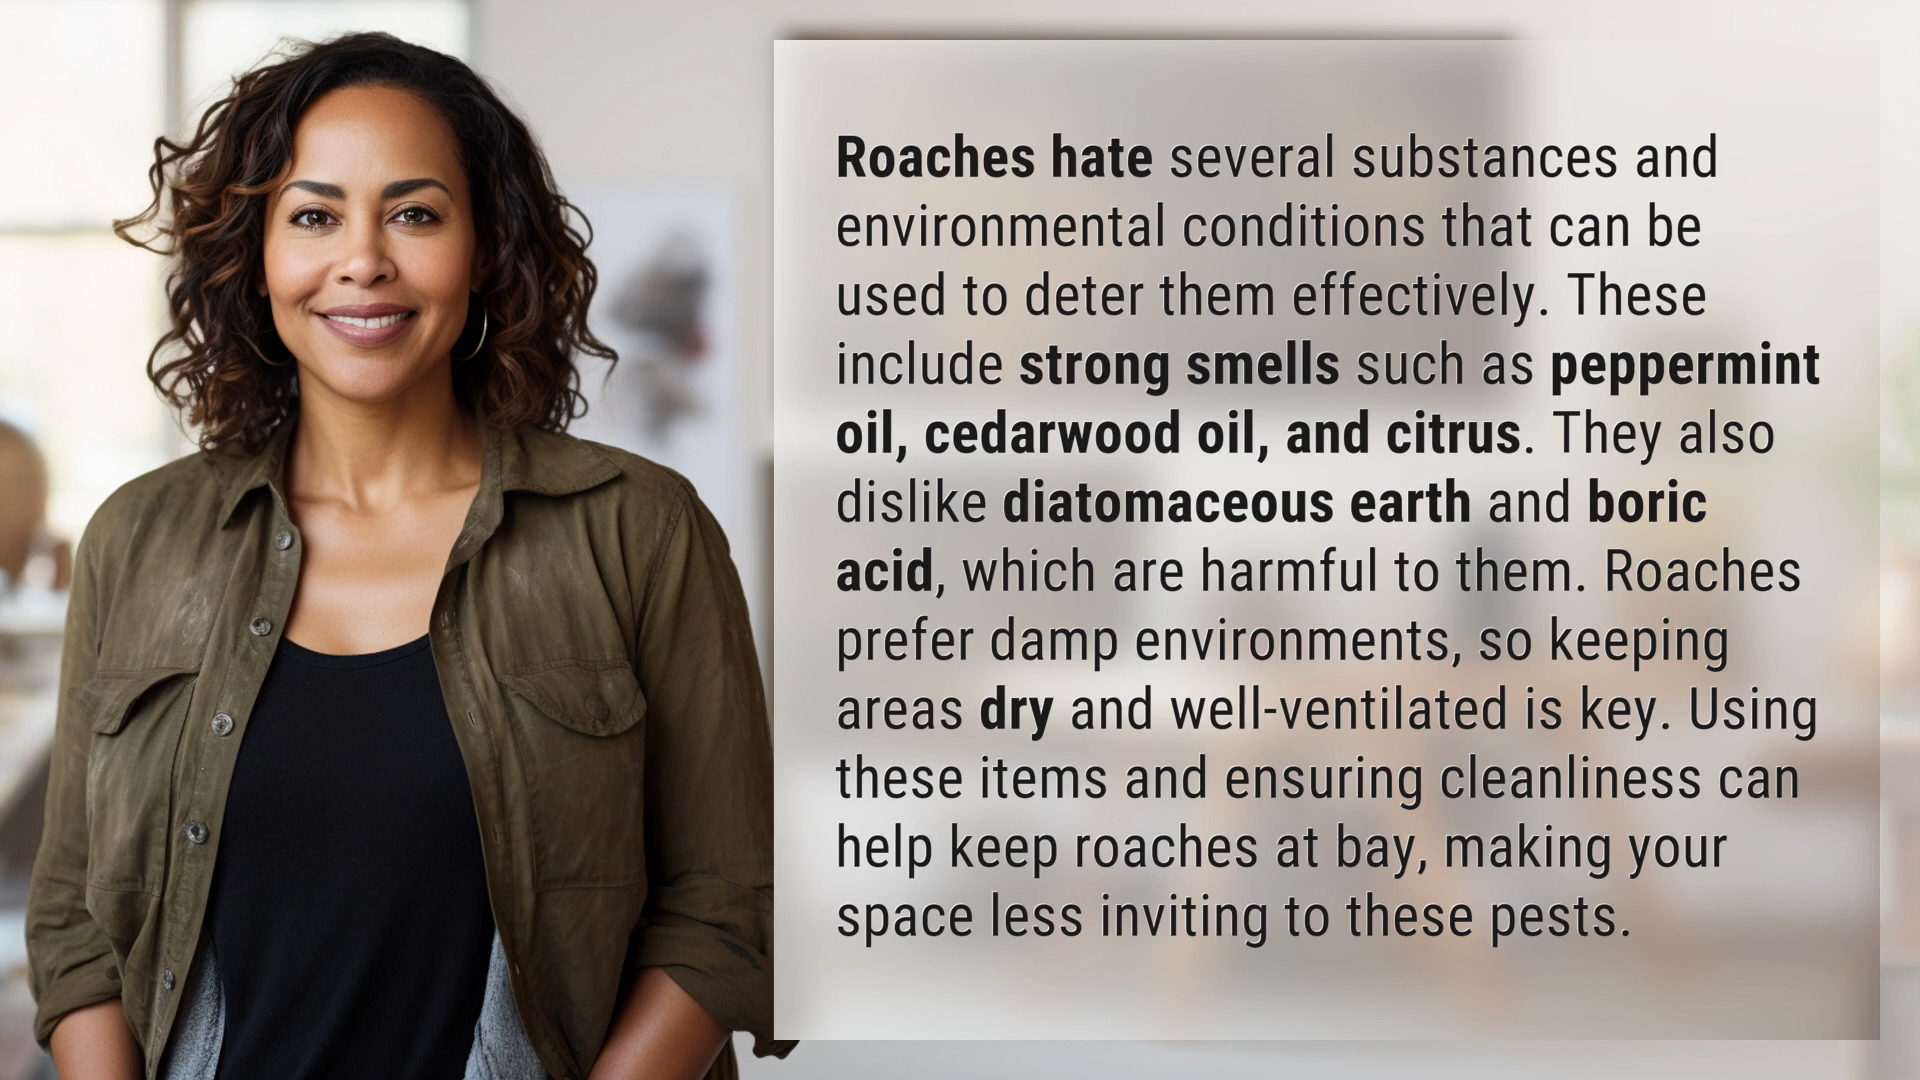 Roaches hate several substances and
environmental conditions that can be
used to deter them effectively. These
include strong smells such as peppermint
oil, cedarwood oil, and citrus. They also
dislike diatomaceous earth and boric
acid, which are harmful to them. Roaches
prefer damp environments, so keeping
areas dry and well-ventilated is key. Using
these items and ensuring cleanliness can
help keep roaches at bay, making your
space less inviting to these pests.